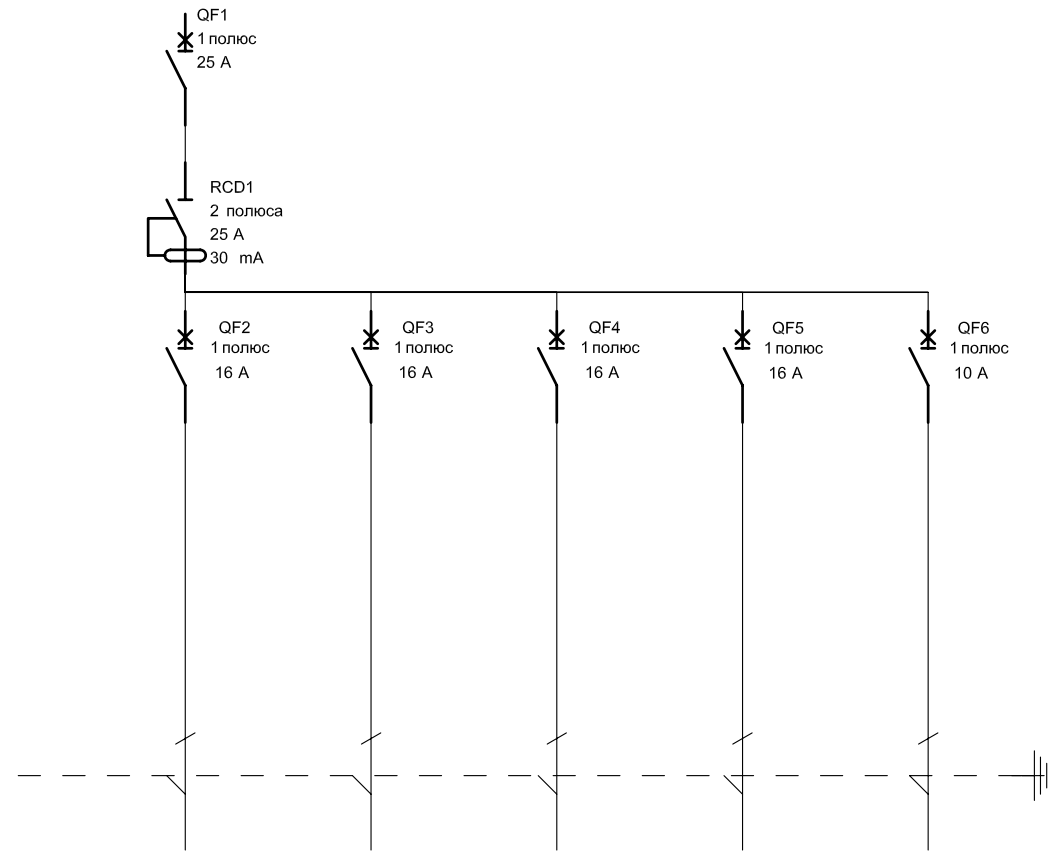 QF1
1 полюс
25 A
RCD1
2 полюса
25 A
30 mA
QF2
1 полюс
16 A
QF3
1 полюс
16 A
QF4
1 полюс
16 A
QF5
1 полюс
16 A
QF6
1 полюс
10 A